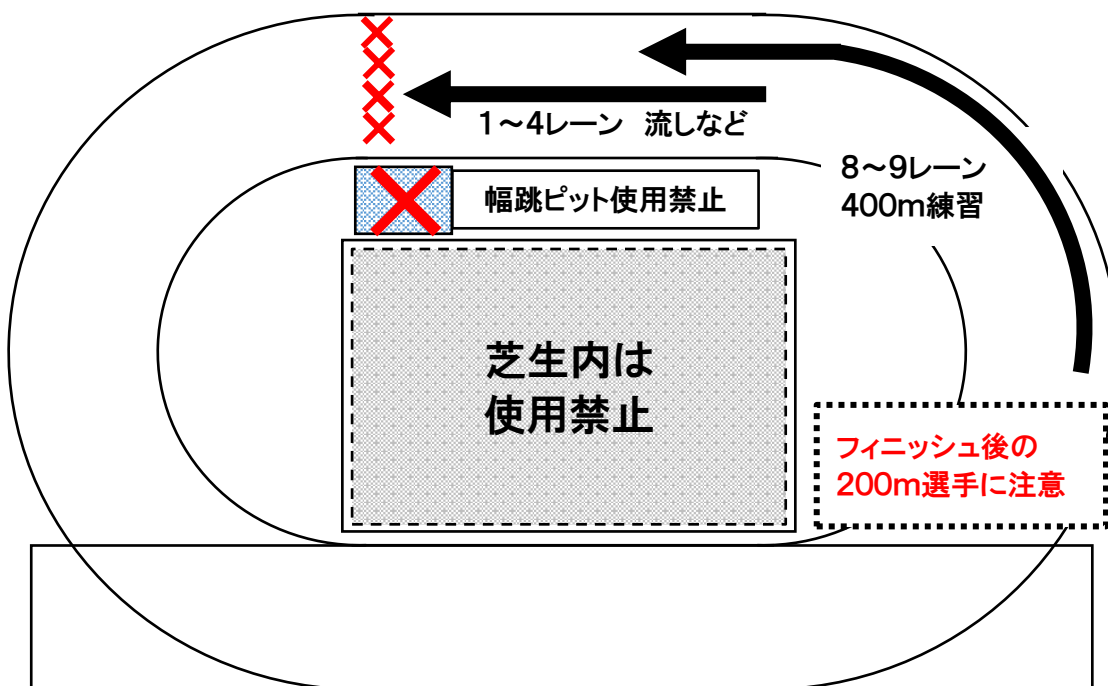 1～4レーン　流しなど
8～9レーン
400m練習
幅跳ピット使用禁止
芝生内は
使用禁止
フィニッシュ後の
200m選手に注意